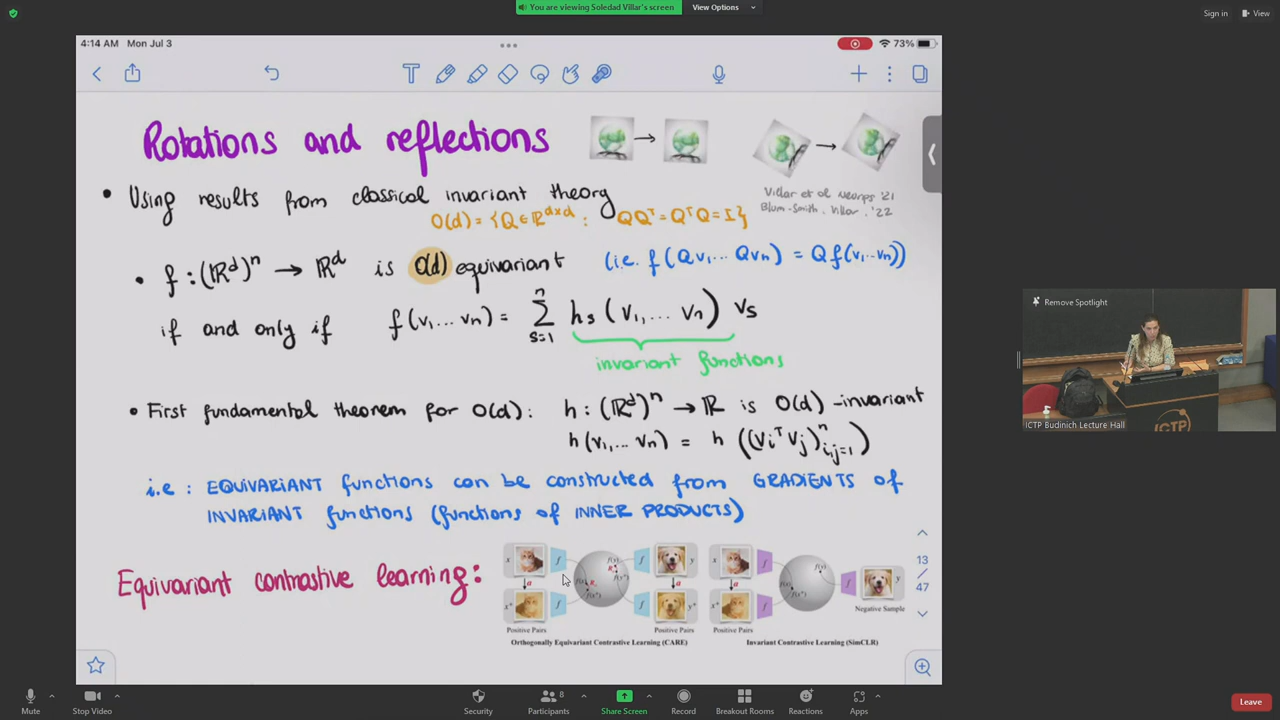 You are viewing Soledad Villar's screen
View Options
Sign in
View
4:14 AM Mon Jul 3
73%
Rotations and reflections
Villar et al Neurips '21
Blum-Smith, Villar, '22
• Using results from classical invariant theory
O(d) = {Q ∈ ℝ^{d×d} : QQ^T = Q^TQ = I}
• f : (ℝ^d)^n → ℝ^d is O(d) equivariant (i.e. f(Qv_1... Qv_n) = Q f(v_1...v_n))
if and only if f(v_1... v_n) = Σ_{s=1}^{n} h_s (v_1, ... v_n) v_s
invariant functions
• First fundamental theorem for O(d): h : (ℝ^d)^n → ℝ is O(d)-invariant
h(v_1,... v_n) = h ((v_i^T v_j)_{i,j=1}^n)
i.e : EQUIVARIANT functions can be constructed from GRADIENTS of
INVARIANT functions (functions of INNER PRODUCTS)
Equivariant contrastive learning:
Positive Pairs
Positive Pairs
Orthogonally Equivariant Contrastive Learning (CARE)
Positive Pairs
Negative Sample
Invariant Contrastive Learning (SimCLR)
13
47
Remove Spotlight
ICTP
ICTP Budinich Lecture Hall
Mute
Stop Video
Security
Participants
8
Share Screen
Record
Breakout Rooms
Reactions
Apps
Leave